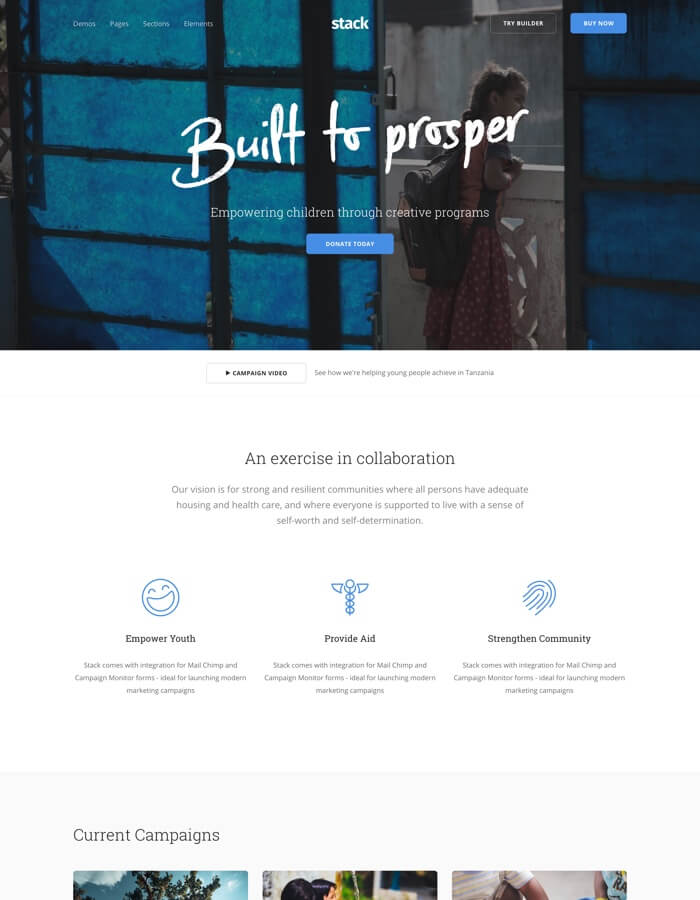 Demos Pages Sections Elements stack TRY BUILDER BUY NOW
Built to prosper
Empowering children through creative programs
DONATE TODAY
CAMPAIGN VIDEO See how we're helping young people achieve in Tanzania
An exercise in collaboration
Our vision is for strong and resilient communities where all persons have adequate
housing and health care, and where everyone is supported to live with a sense of
self-worth and self-determination.
Empower Youth
Stack comes with integration for Mail Chimp and
Campaign Monitor forms - ideal for launching modern
marketing campaigns
Provide Aid
Stack comes with integration for Mail Chimp and
Campaign Monitor forms - ideal for launching modern
marketing campaigns
Strengthen Community
Stack comes with integration for Mail Chimp and
Campaign Monitor forms - ideal for launching modern
marketing campaigns
Current Campaigns